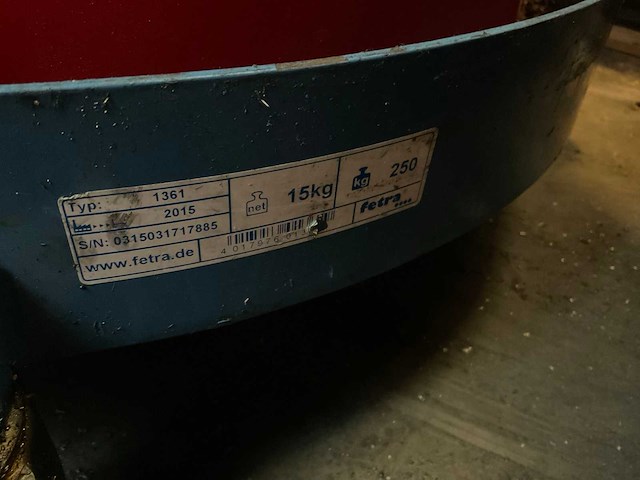 Typ: 1361
2015
S/N: 0315031717885
www.fetra.de
net 15kg
kg 250
fetra